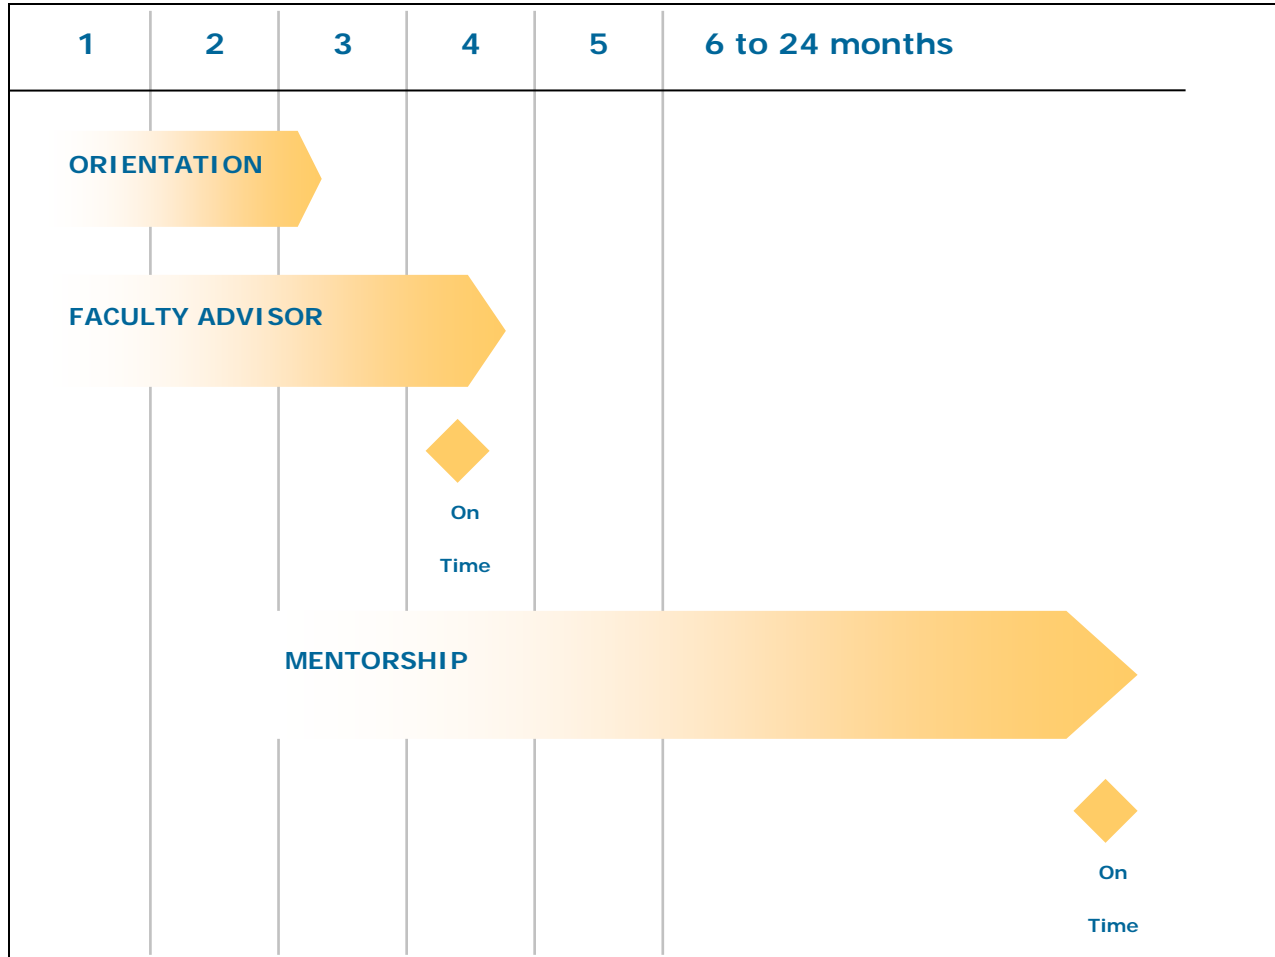 1 2 3 4 5 6 to 24 months
ORIENTATION
FACULTY ADVISOR
On
Time
MENTORSHIP
On
Time